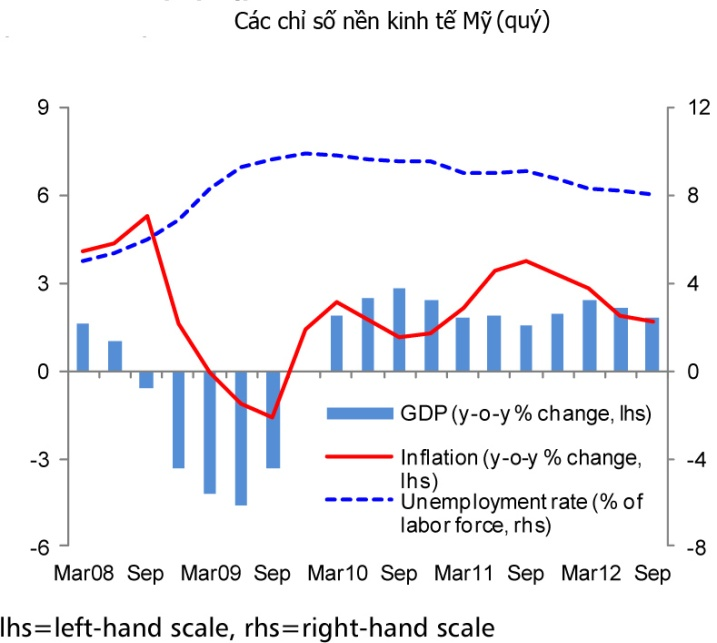 Các chỉ số nền kinh tế Mỹ (quý)
9
6
3
0
-3
-6
12
8
4
0
-4
-8
GDP (y-o-y % change, lhs)
Inflation (y-o-y % change,
lhs)
Unemployment rate (% of
labor force, rhs)
Mar08 Sep Mar09 Sep Mar10 Sep Mar11 Sep Mar12 Sep
lhs=left-hand scale, rhs=right-hand scale